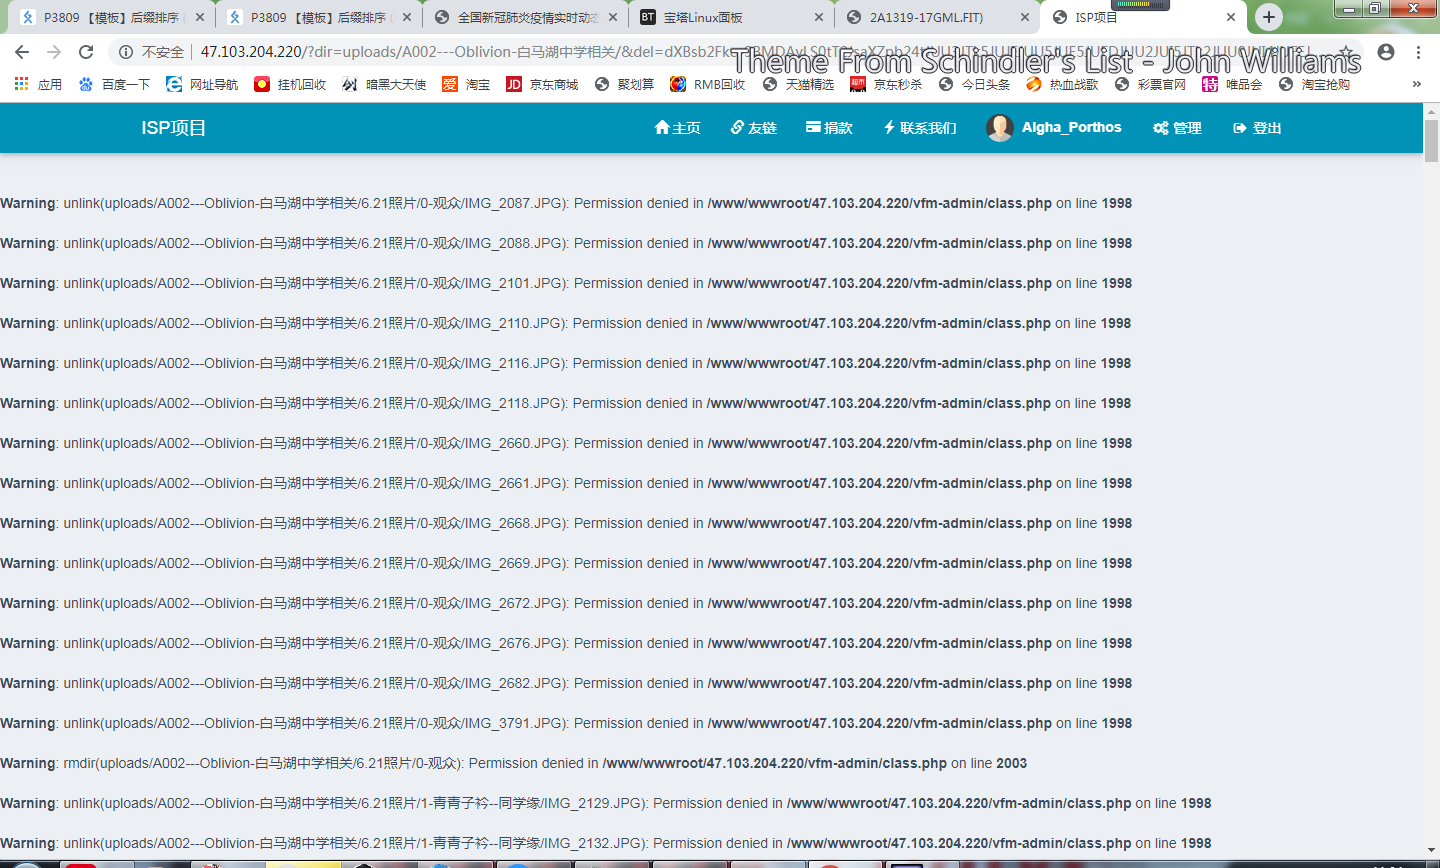 P3809 【模板】后缀排序
P3809 【模板】后缀排序
全国新冠肺炎疫情实时动态
BT 宝塔Linux面板
2A1319-17GML.FIT)
ISP项目
不安全 47.103.204.220/?dir=uploads/A002---Oblivion-白马湖中学相关/&del=
Theme From Schindler's List - John Williams
应用 百度一下 网址导航 挂机回收 暗黑大天使 爱 淘宝 JD 京东商城 聚划算 RMB回收 天猫精选 京东秒杀 今日头条 热血战歌 彩票官网 特 唯品会 淘宝抢购 »
ISP项目 主页 友链 捐款 联系我们 Algha_Porthos 管理 登出
Warning: unlink(uploads/A002---Oblivion-白马湖中学相关/6.21照片/0-观众/IMG_2087.JPG): Permission denied in /www/wwwroot/47.103.204.220/vfm-admin/class.php on line 1998
Warning: unlink(uploads/A002---Oblivion-白马湖中学相关/6.21照片/0-观众/IMG_2088.JPG): Permission denied in /www/wwwroot/47.103.204.220/vfm-admin/class.php on line 1998
Warning: unlink(uploads/A002---Oblivion-白马湖中学相关/6.21照片/0-观众/IMG_2101.JPG): Permission denied in /www/wwwroot/47.103.204.220/vfm-admin/class.php on line 1998
Warning: unlink(uploads/A002---Oblivion-白马湖中学相关/6.21照片/0-观众/IMG_2110.JPG): Permission denied in /www/wwwroot/47.103.204.220/vfm-admin/class.php on line 1998
Warning: unlink(uploads/A002---Oblivion-白马湖中学相关/6.21照片/0-观众/IMG_2116.JPG): Permission denied in /www/wwwroot/47.103.204.220/vfm-admin/class.php on line 1998
Warning: unlink(uploads/A002---Oblivion-白马湖中学相关/6.21照片/0-观众/IMG_2118.JPG): Permission denied in /www/wwwroot/47.103.204.220/vfm-admin/class.php on line 1998
Warning: unlink(uploads/A002---Oblivion-白马湖中学相关/6.21照片/0-观众/IMG_2660.JPG): Permission denied in /www/wwwroot/47.103.204.220/vfm-admin/class.php on line 1998
Warning: unlink(uploads/A002---Oblivion-白马湖中学相关/6.21照片/0-观众/IMG_2661.JPG): Permission denied in /www/wwwroot/47.103.204.220/vfm-admin/class.php on line 1998
Warning: unlink(uploads/A002---Oblivion-白马湖中学相关/6.21照片/0-观众/IMG_2668.JPG): Permission denied in /www/wwwroot/47.103.204.220/vfm-admin/class.php on line 1998
Warning: unlink(uploads/A002---Oblivion-白马湖中学相关/6.21照片/0-观众/IMG_2669.JPG): Permission denied in /www/wwwroot/47.103.204.220/vfm-admin/class.php on line 1998
Warning: unlink(uploads/A002---Oblivion-白马湖中学相关/6.21照片/0-观众/IMG_2672.JPG): Permission denied in /www/wwwroot/47.103.204.220/vfm-admin/class.php on line 1998
Warning: unlink(uploads/A002---Oblivion-白马湖中学相关/6.21照片/0-观众/IMG_2676.JPG): Permission denied in /www/wwwroot/47.103.204.220/vfm-admin/class.php on line 1998
Warning: unlink(uploads/A002---Oblivion-白马湖中学相关/6.21照片/0-观众/IMG_2682.JPG): Permission denied in /www/wwwroot/47.103.204.220/vfm-admin/class.php on line 1998
Warning: unlink(uploads/A002---Oblivion-白马湖中学相关/6.21照片/0-观众/IMG_3791.JPG): Permission denied in /www/wwwroot/47.103.204.220/vfm-admin/class.php on line 1998
Warning: rmdir(uploads/A002---Oblivion-白马湖中学相关/6.21照片/0-观众): Permission denied in /www/wwwroot/47.103.204.220/vfm-admin/class.php on line 2003
Warning: unlink(uploads/A002---Oblivion-白马湖中学相关/6.21照片/1-青青子衿--同学缘/IMG_2129.JPG): Permission denied in /www/wwwroot/47.103.204.220/vfm-admin/class.php on line 1998
Warning: unlink(uploads/A002---Oblivion-白马湖中学相关/6.21照片/1-青青子衿--同学缘/IMG_2132.JPG): Permission denied in /www/wwwroot/47.103.204.220/vfm-admin/class.php on line 1998